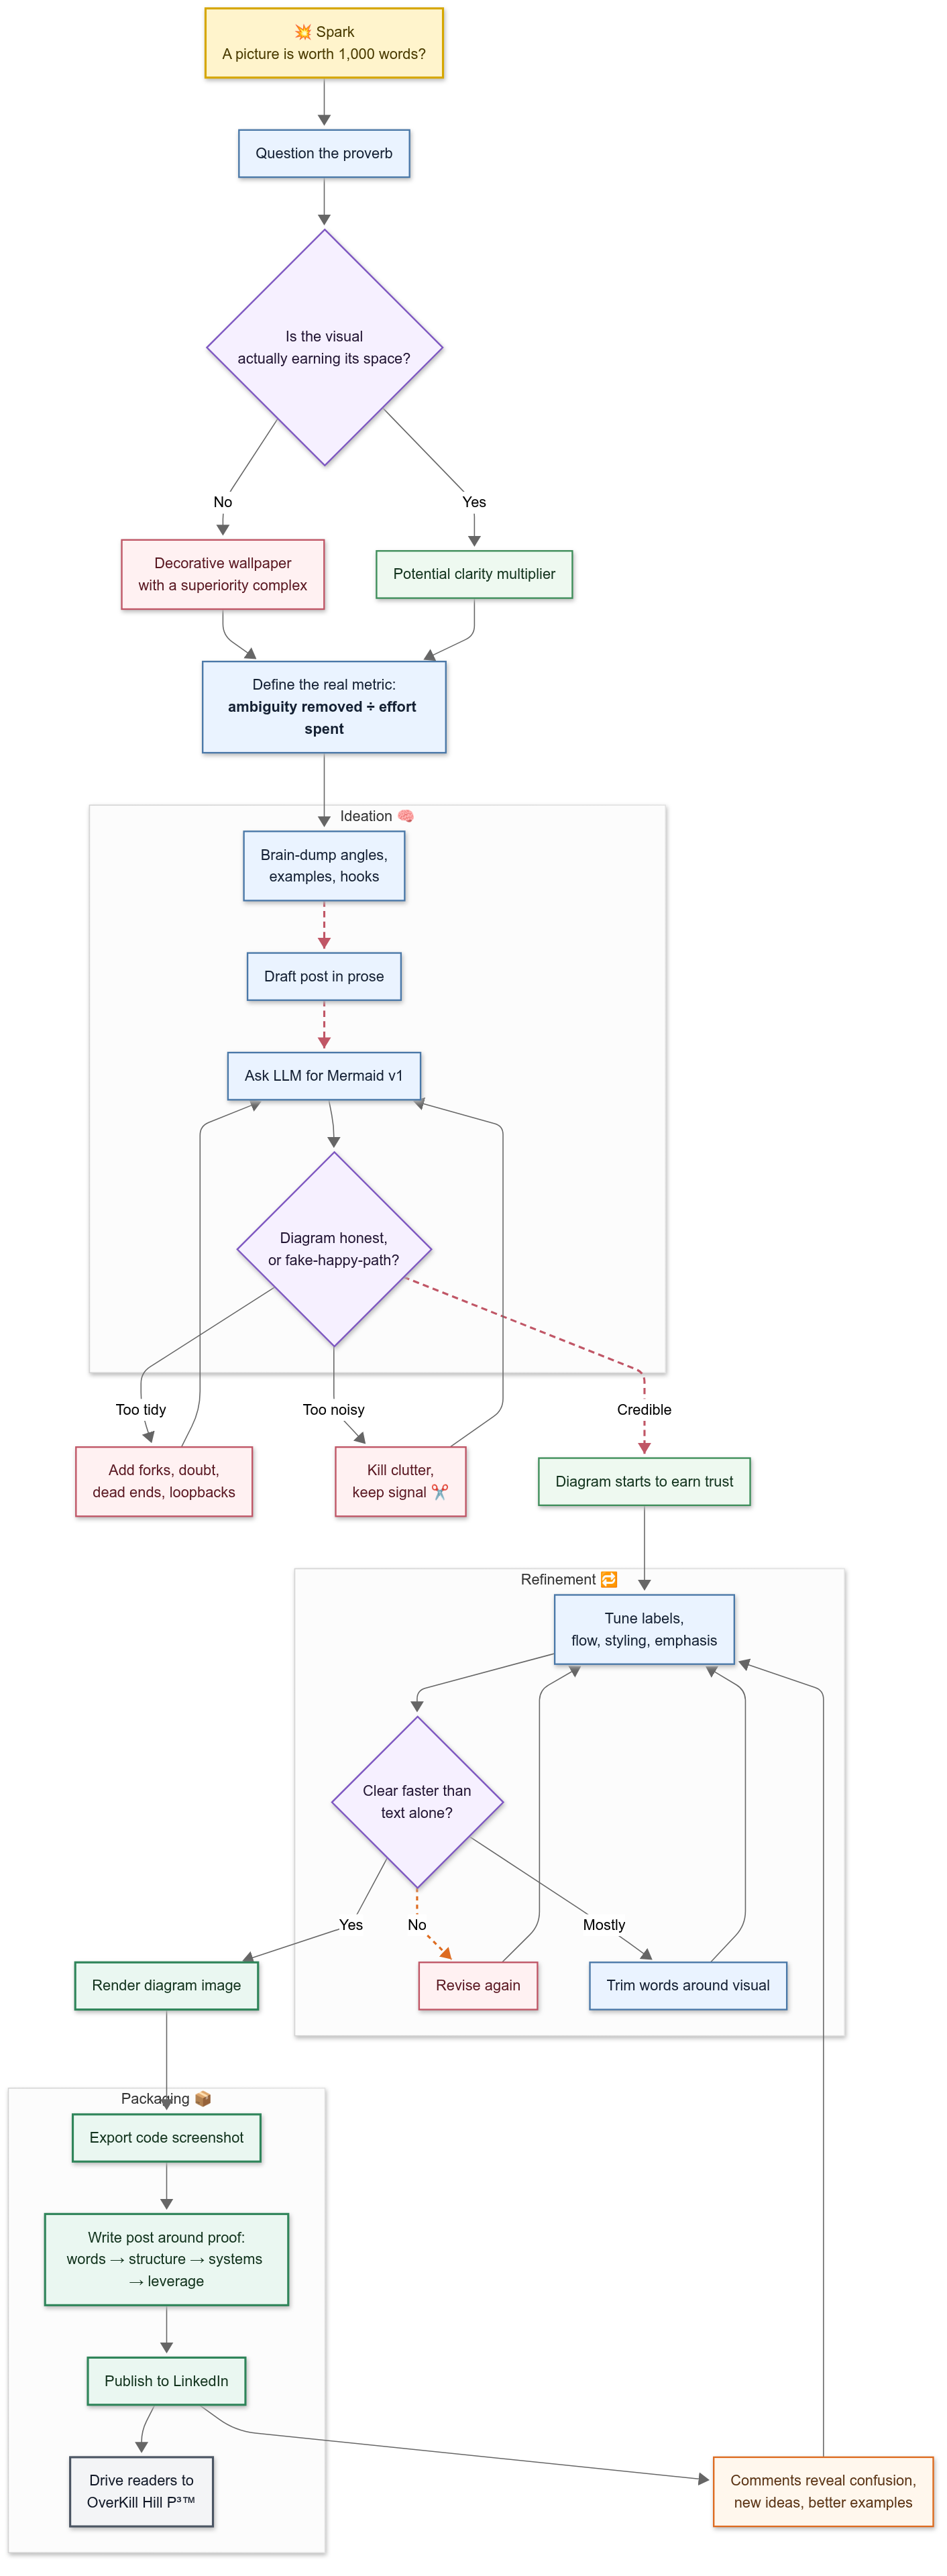 💥 Spark
A picture is worth 1,000 words?
Question the proverb
Is the visual
actually earning its space?
No
Yes
Decorative wallpaper
with a superiority complex
Potential clarity multiplier
Define the real metric:
ambiguity removed ÷ effort
spent
Ideation 🧠
Brain-dump angles,
examples, hooks
Draft post in prose
Ask LLM for Mermaid v1
Diagram honest,
or fake-happy-path?
Too tidy
Too noisy
Credible
Add forks, doubt,
dead ends, loopbacks
Kill clutter,
keep signal ✂️
Diagram starts to earn trust
Refinement 🔁
Tune labels,
flow, styling, emphasis
Clear faster than
text alone?
Yes
No
Mostly
Render diagram image
Revise again
Trim words around visual
Packaging 📦
Export code screenshot
Write post around proof:
words → structure → systems
→ leverage
Publish to LinkedIn
Drive readers to
OverKill Hill P³™
Comments reveal confusion,
new ideas, better examples